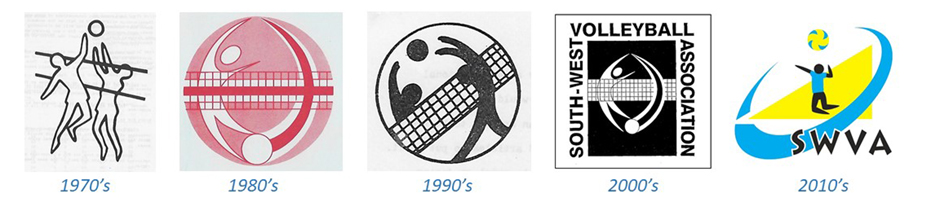 SOUTH-WEST
VOLLEYBALL
ASSOCIATION
SWVA
1970's
1980's
1990's
2000's
2010's